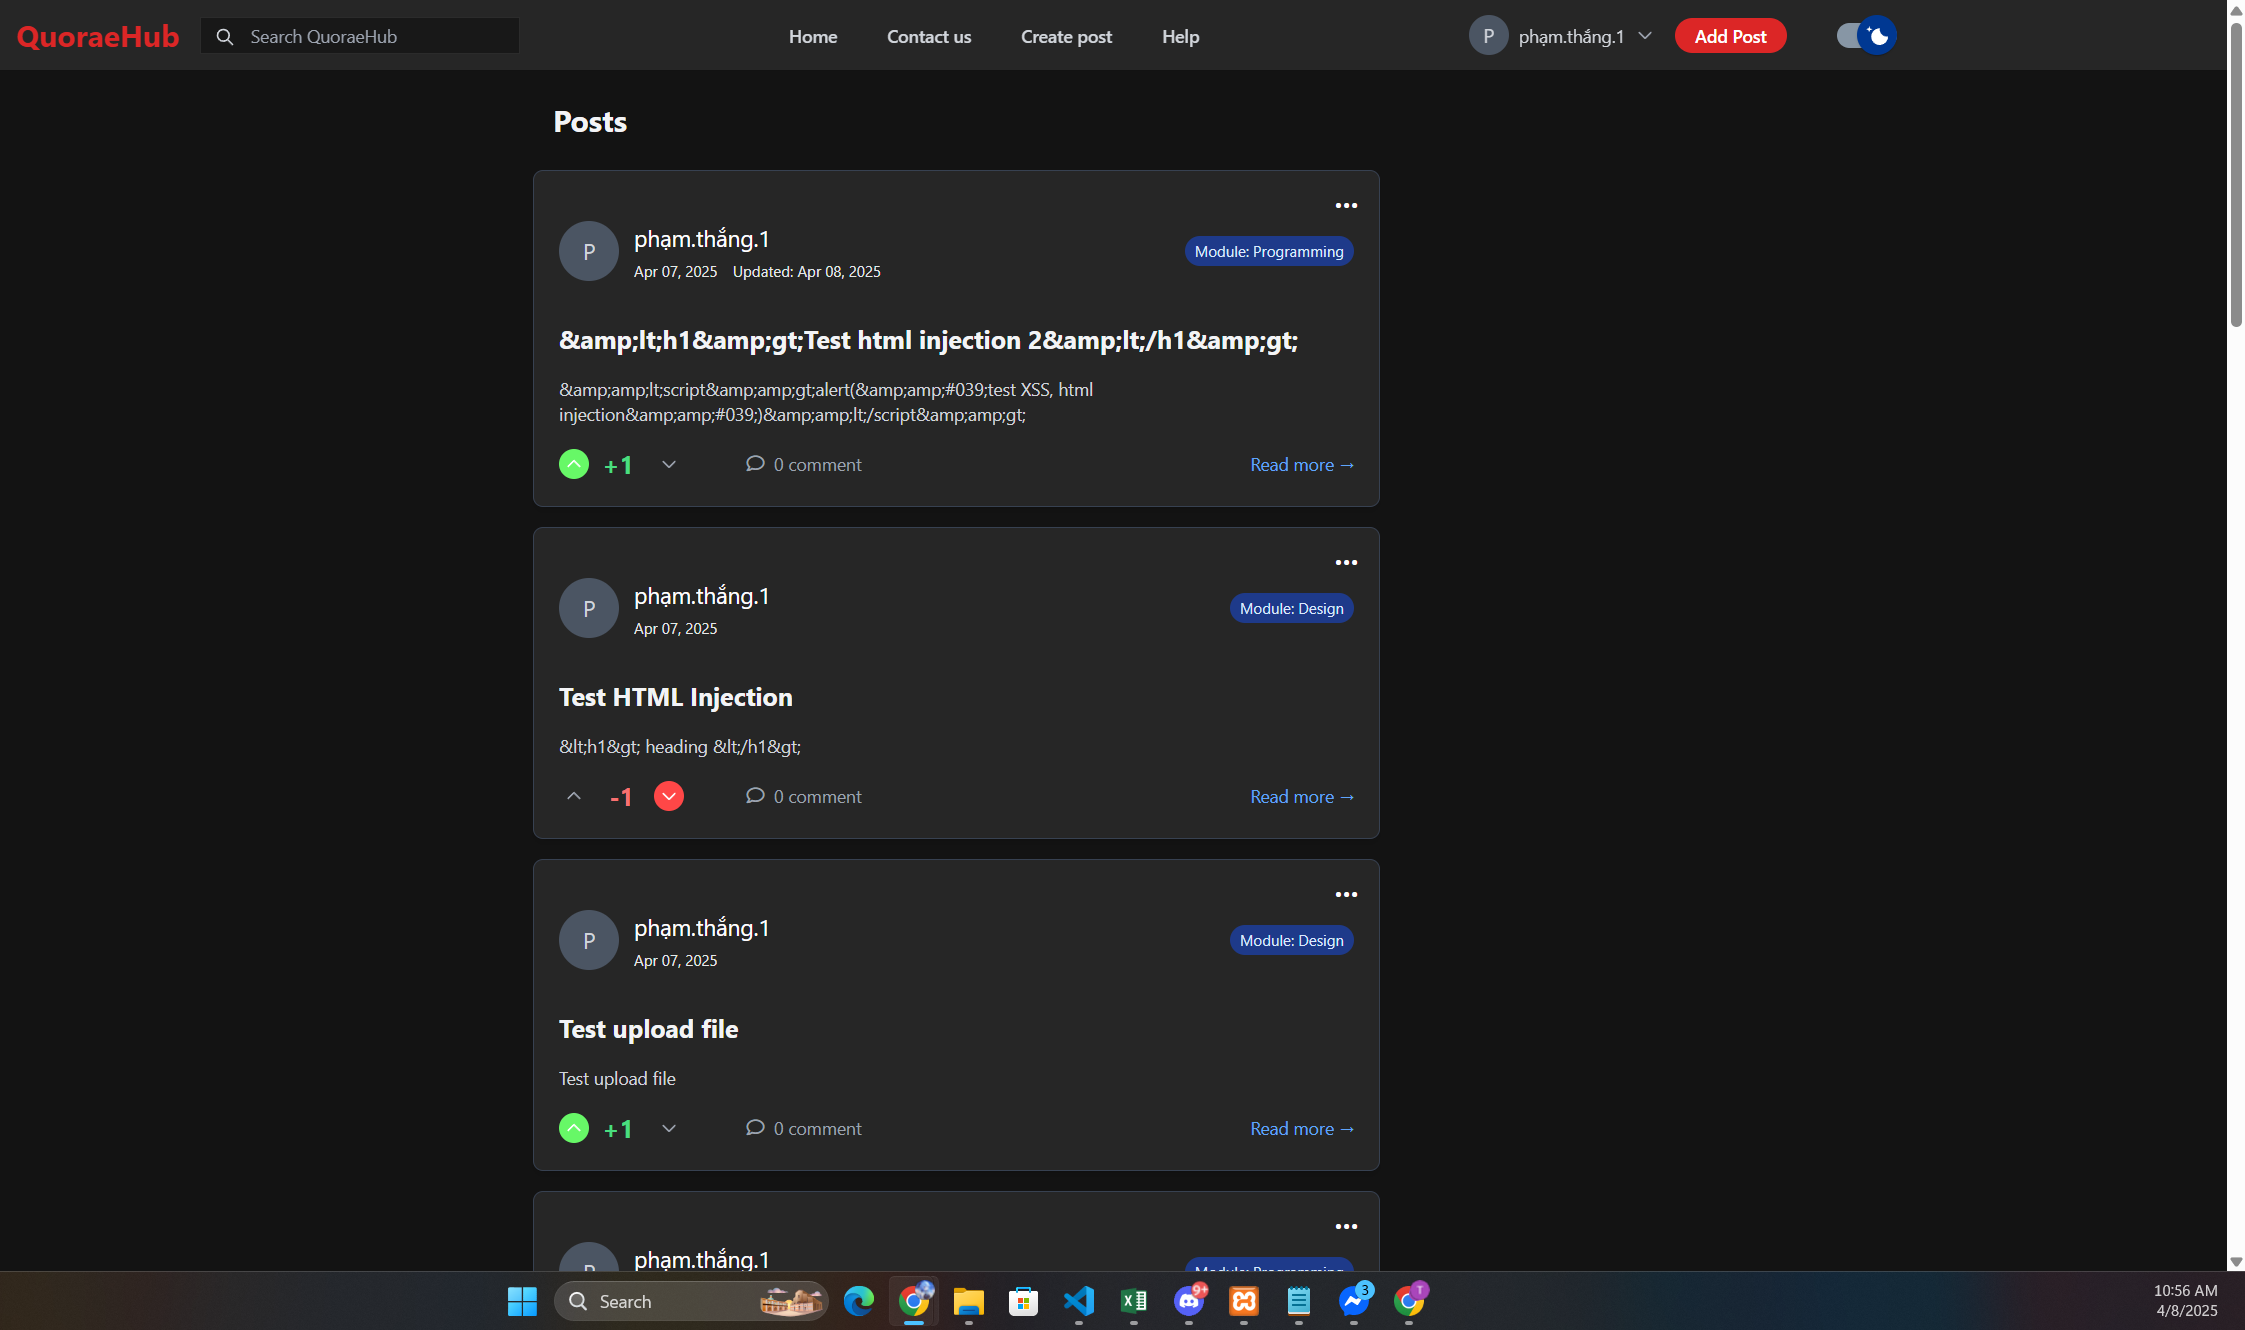 QuoraeHub
Search QuoraeHub
Home
Contact us
Create post
Help
P
phạm.thắng.1
Add Post
Posts
P
phạm.thắng.1
Apr 07, 2025 Updated: Apr 08, 2025
Module: Programming
&amp;lt;h1&amp;gt;Test html injection 2&amp;lt;/h1&amp;gt;
&amp;amp;lt;script&amp;amp;gt;alert(&amp;amp;#039;test XSS, html
injection&amp;amp;#039;)&amp;amp;lt;/script&amp;amp;gt;
+1
0 comment
Read more →
P
phạm.thắng.1
Apr 07, 2025
Module: Design
Test HTML Injection
&lt;h1&gt; heading &lt;/h1&gt;
-1
0 comment
Read more →
P
phạm.thắng.1
Apr 07, 2025
Module: Design
Test upload file
Test upload file
+1
0 comment
Read more →
P
phạm.thắng.1
Module: Programming
Search
9+
3
T
10:56 AM
4/8/2025